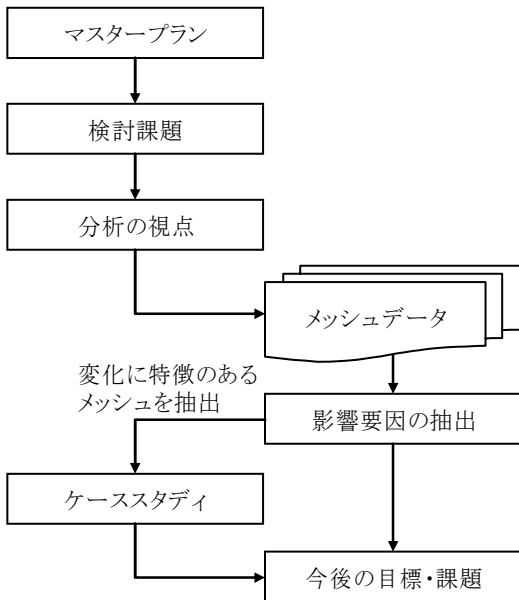 マスタープラン
検討課題
分析の視点
メッシュデータ
変化に特徴のある
メッシュを抽出
影響要因の抽出
ケーススタディ
今後の目標・課題